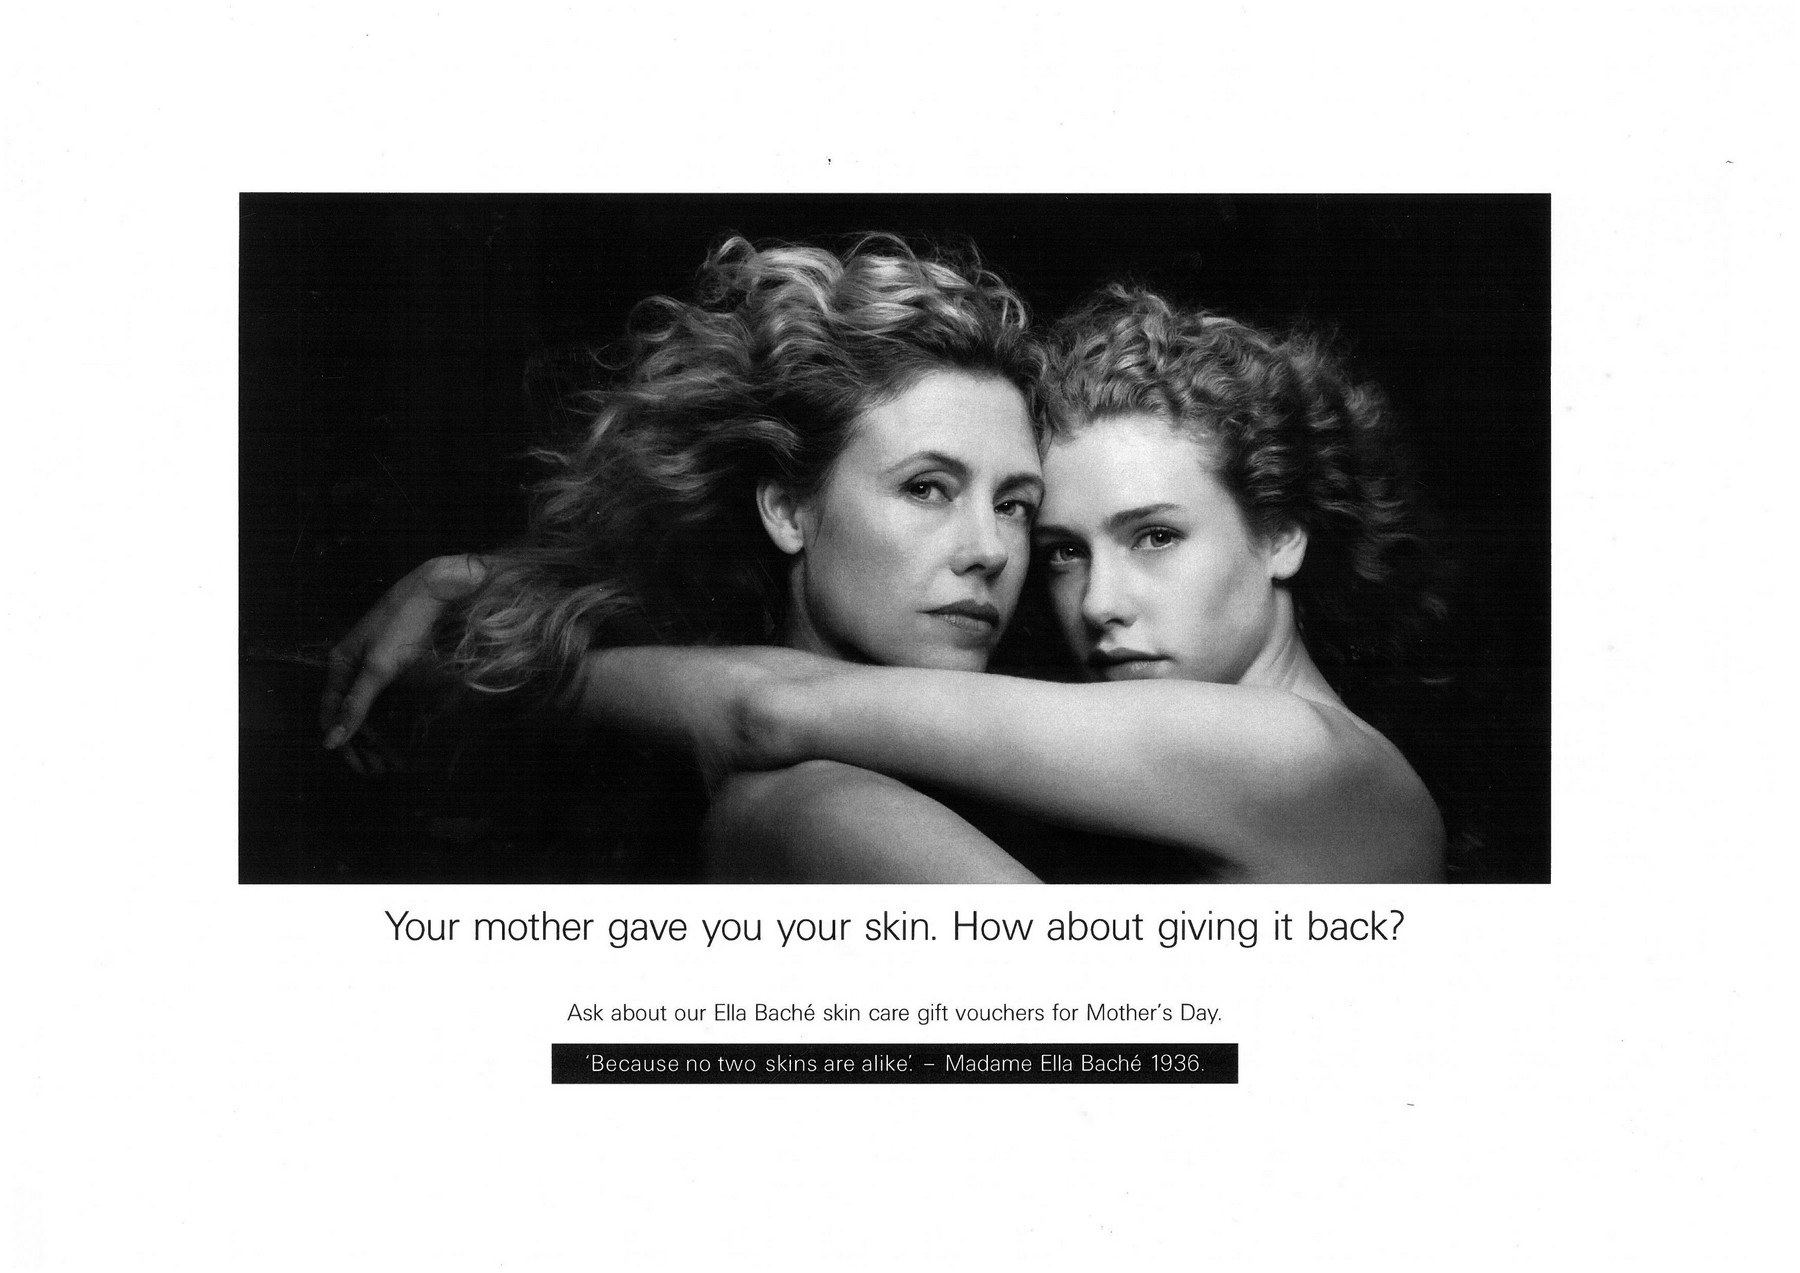 Your mother gave you your skin. How about giving it back?
Ask about our Ella Baché skin care gift vouchers for Mother's Day.
'Because no two skins are alike'. – Madame Ella Baché 1936.